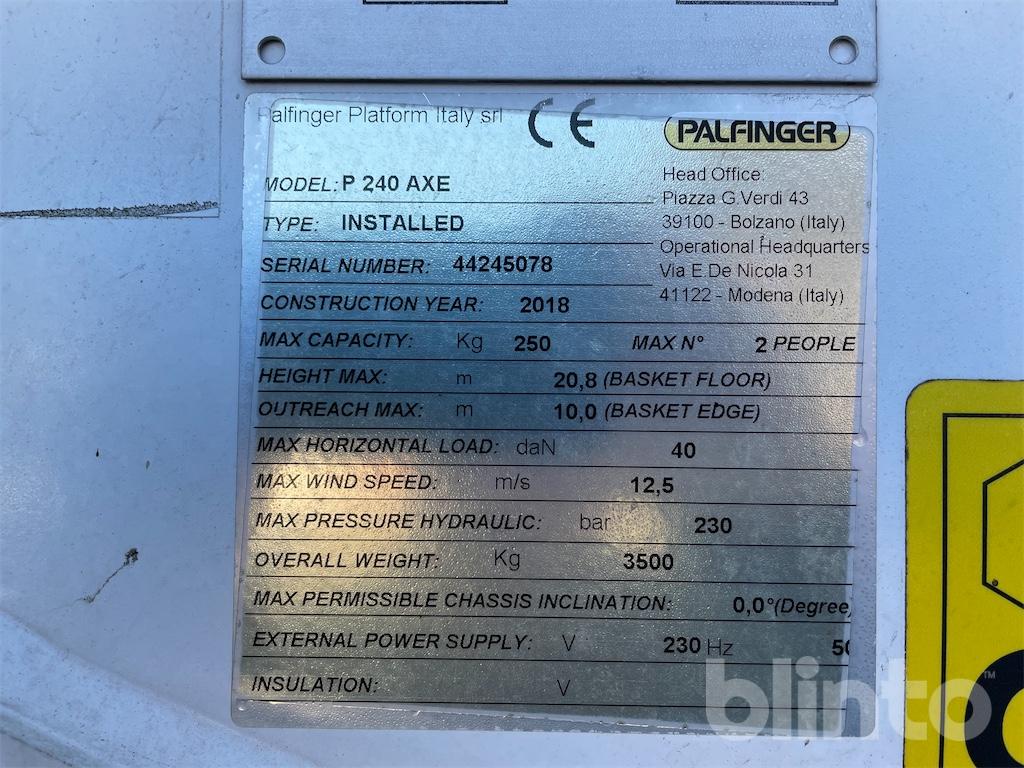 Palfinger Platform Italy srl CE PALFINGER
Head Office:
MODEL: P 240 AXE
Piazza G.Verdi 43
TYPE: INSTALLED
39100 - Bolzano (Italy)
Operational Headquarters
SERIAL NUMBER: 44245078
Via E.De Nicola 31
41122 - Modena (Italy)
CONSTRUCTION YEAR: 2018
MAX CAPACITY: Kg 250 MAX N° 2 PEOPLE
HEIGHT MAX: m 20,8 (BASKET FLOOR)
OUTREACH MAX: m 10,0 (BASKET EDGE)
MAX HORIZONTAL LOAD: daN 40
MAX WIND SPEED: m/s 12,5
MAX PRESSURE HYDRAULIC: bar 230
OVERALL WEIGHT: Kg 3500
MAX PERMISSIBLE CHASSIS INCLINATION: 0,0°(Degree)
EXTERNAL POWER SUPPLY: V 230 Hz 50
INSULATION: V
blinto™